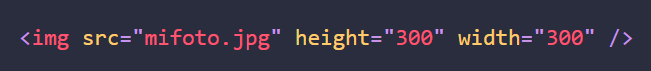 <img src="mifoto.jpg" height="300" width="300" />